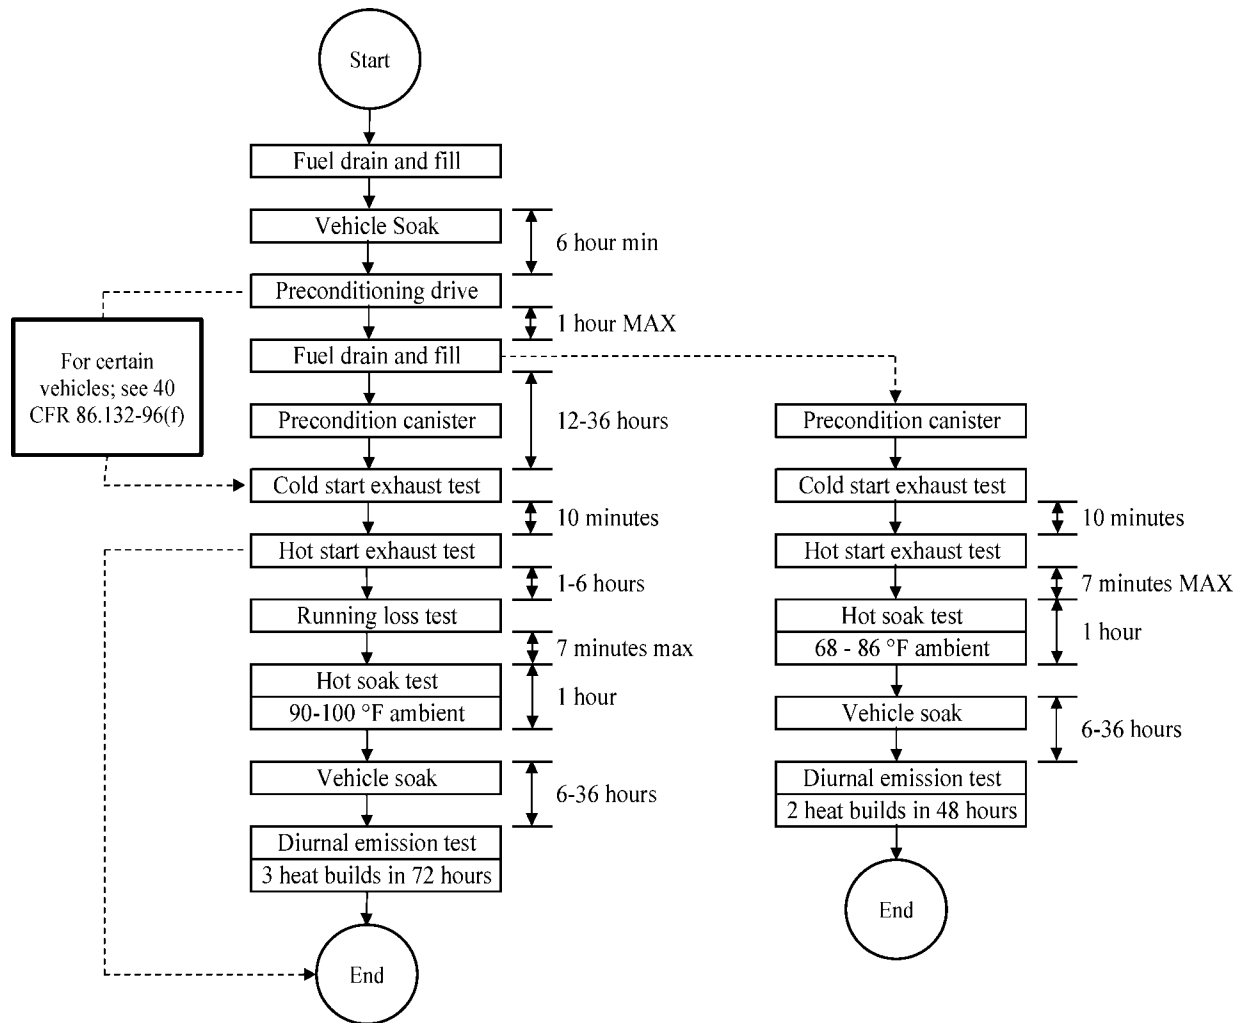 Start
Fuel drain and fill
Vehicle Soak
6 hour min
Preconditioning drive
1 hour MAX
For certain
vehicles; see 40
CFR 86.132-96(f)
Fuel drain and fill
12-36 hours
Precondition canister
Cold start exhaust test
10 minutes
Hot start exhaust test
1-6 hours
Running loss test
7 minutes max
Hot soak test
90-100 °F ambient
1 hour
Vehicle soak
6-36 hours
Diurnal emission test
3 heat builds in 72 hours
End
Precondition canister
Cold start exhaust test
10 minutes
Hot start exhaust test
7 minutes MAX
Hot soak test
68 - 86 °F ambient
1 hour
Vehicle soak
6-36 hours
Diurnal emission test
2 heat builds in 48 hours
End